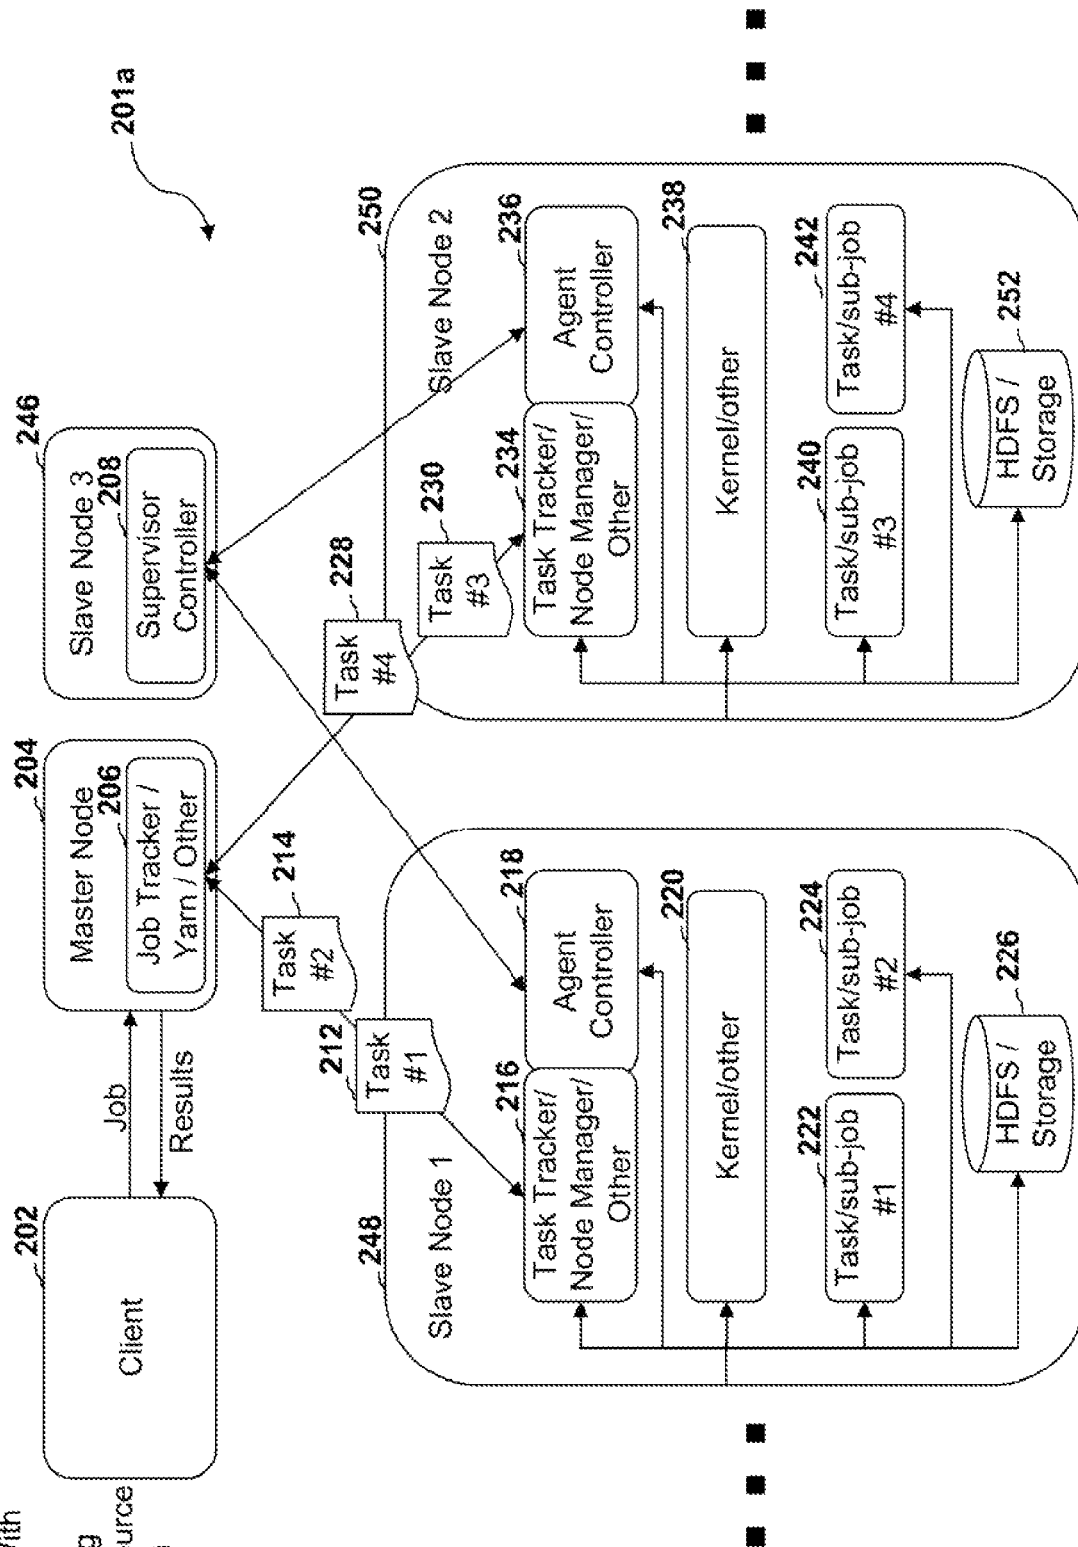 201a
202
Client
Job
Results
204
Master Node
206
Job Tracker /
Yarn / Other
246
Slave Node 3
208
Supervisor
Controller
212
Task
#1
214
Task
#2
228
Task
#4
230
Task
#3
248
Slave Node 1
216
Task Tracker/
Node Manager/
Other
218
Agent
Controller
220
Kernel/other
222
Task/sub-job
#1
224
Task/sub-job
#2
226
HDFS /
Storage
250
Slave Node 2
234
Task Tracker/
Node Manager/
Other
236
Agent
Controller
238
Kernel/other
240
Task/sub-job
#3
242
Task/sub-job
#4
252
HDFS /
Storage